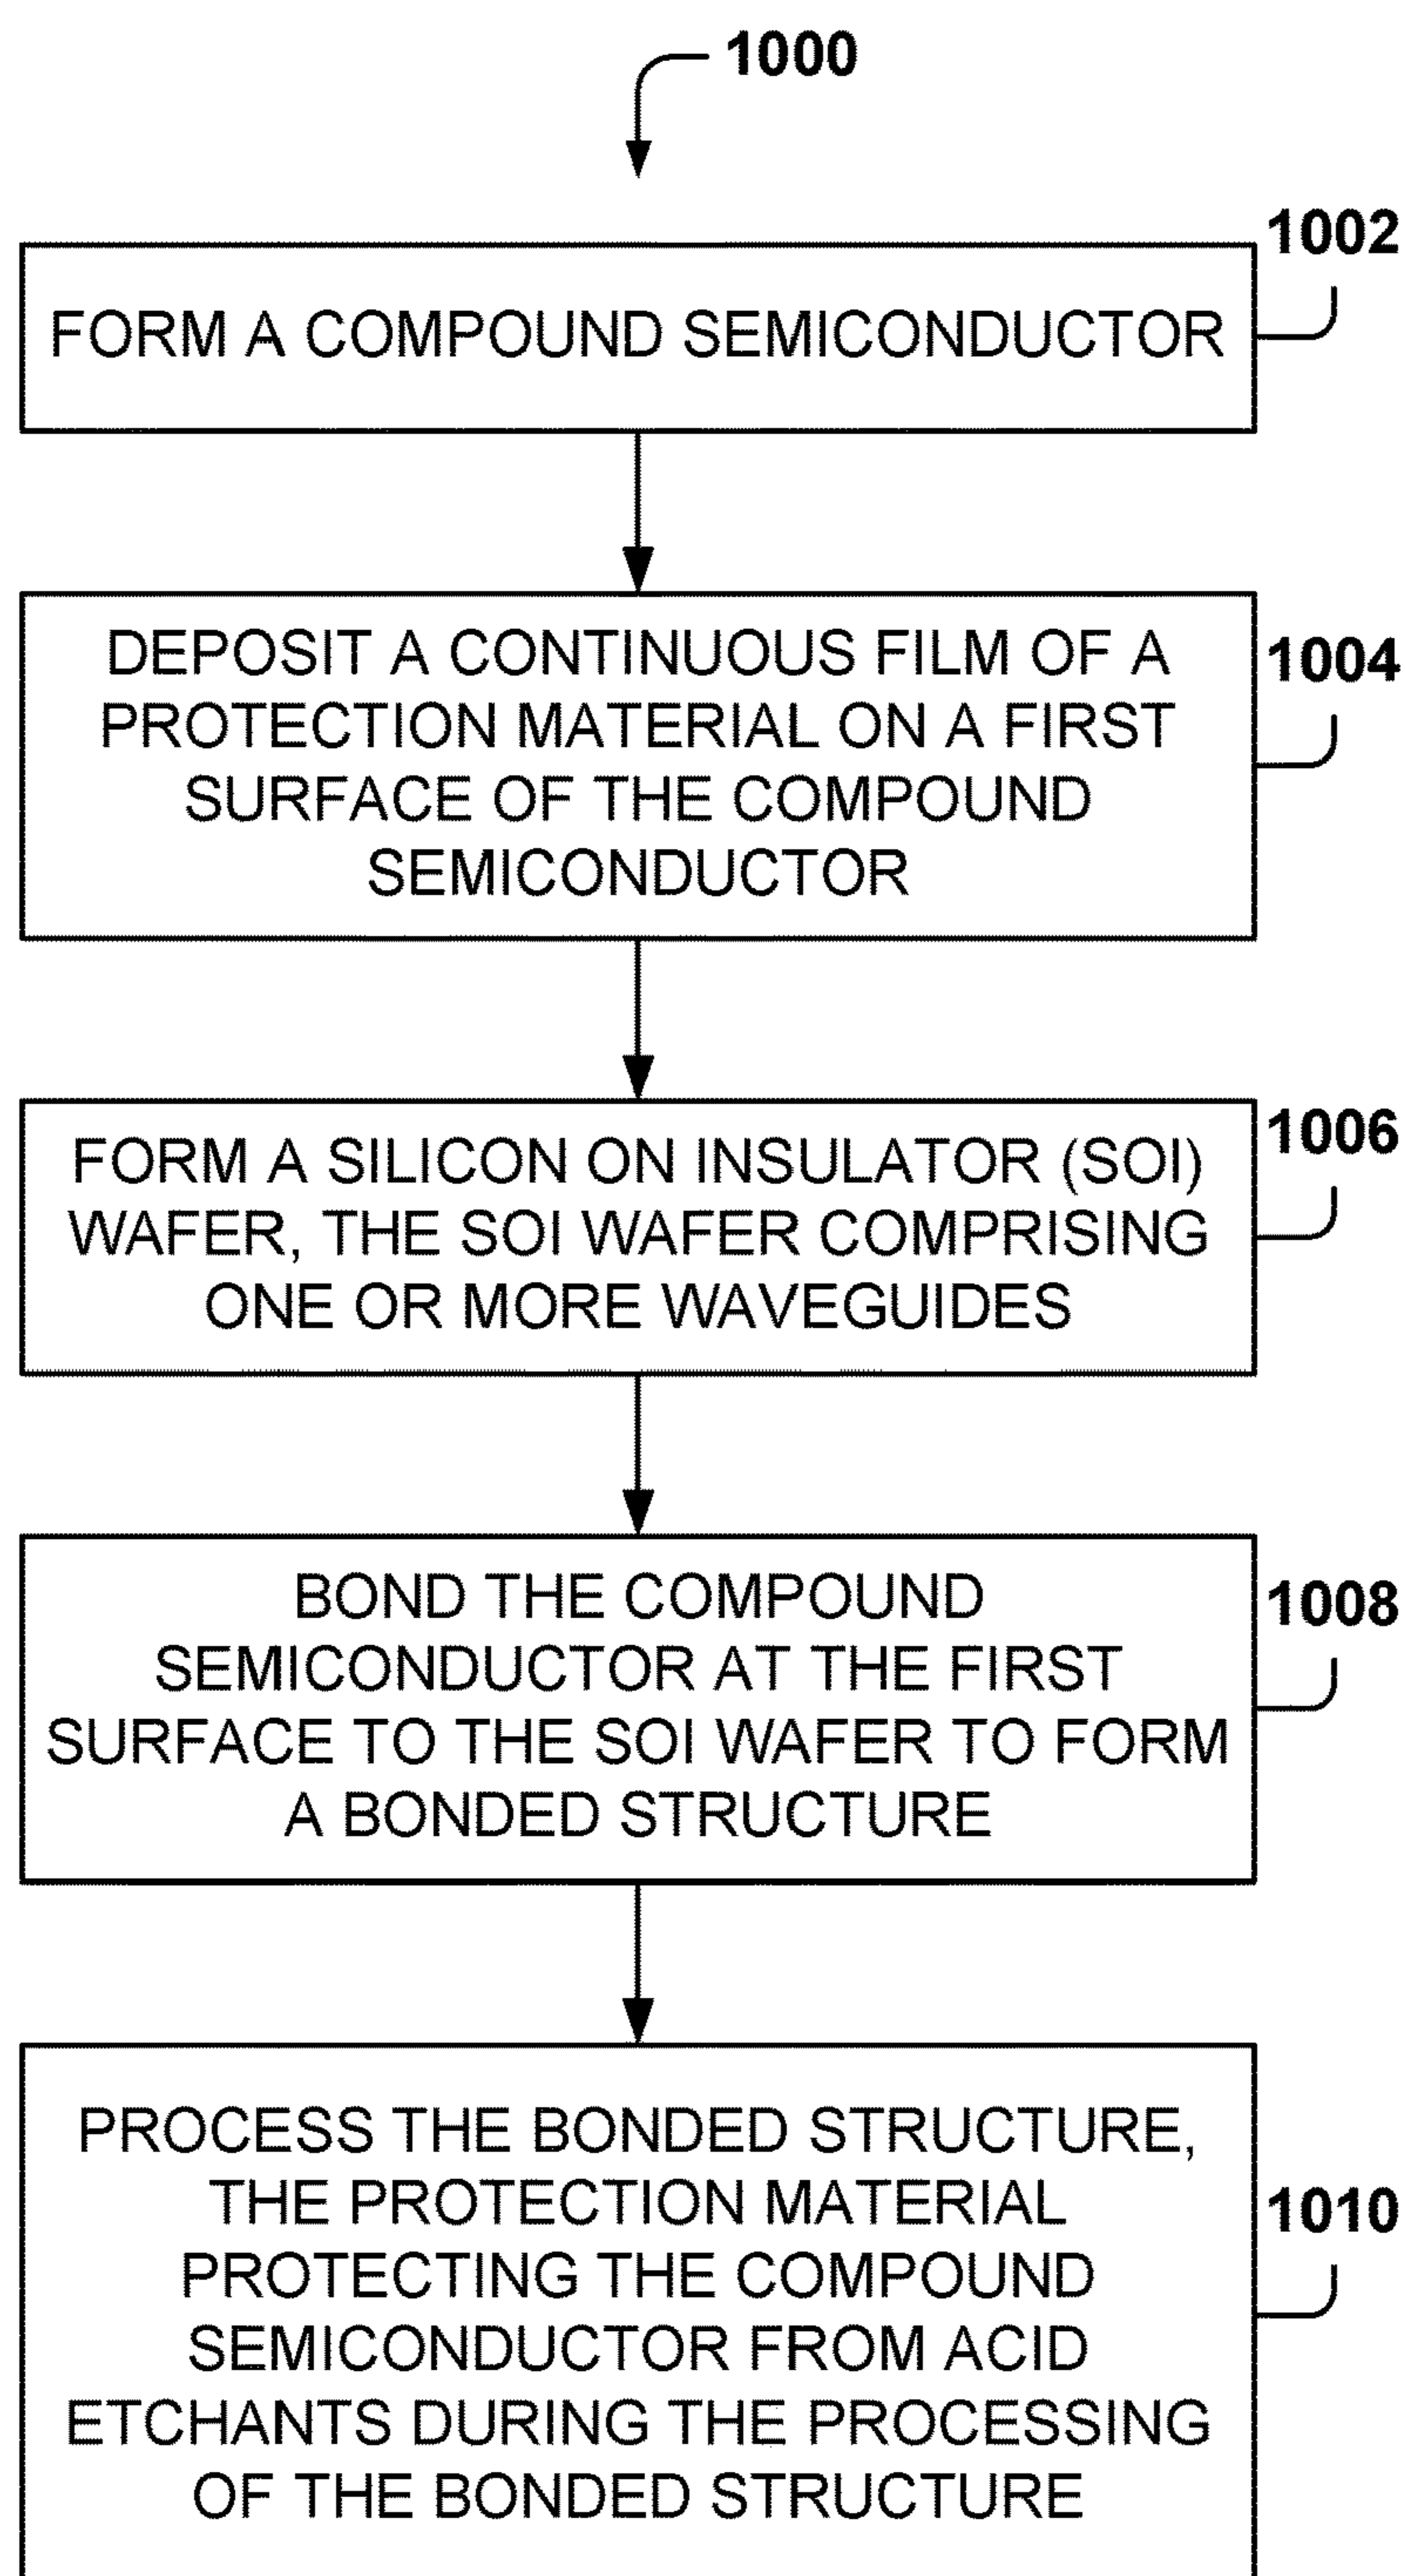 1000
1002
FORM A COMPOUND SEMICONDUCTOR
DEPOSIT A CONTINUOUS FILM OF A
1004
PROTECTION MATERIAL ON A FIRST
SURFACE OF THE COMPOUND
SEMICONDUCTOR
1006
FORM A SILICON ON INSULATOR (SOI)
WAFER, THE SOI WAFER COMPRISING
ONE OR MORE WAVEGUIDES
BOND THE COMPOUND
1008
SEMICONDUCTOR AT THE FIRST
SURFACE TO THE SOI WAFER TO FORM
A BONDED STRUCTURE
PROCESS THE BONDED STRUCTURE,
THE PROTECTION MATERIAL
1010
PROTECTING THE COMPOUND
SEMICONDUCTOR FROM ACID
ETCHANTS DURING THE PROCESSING
OF THE BONDED STRUCTURE